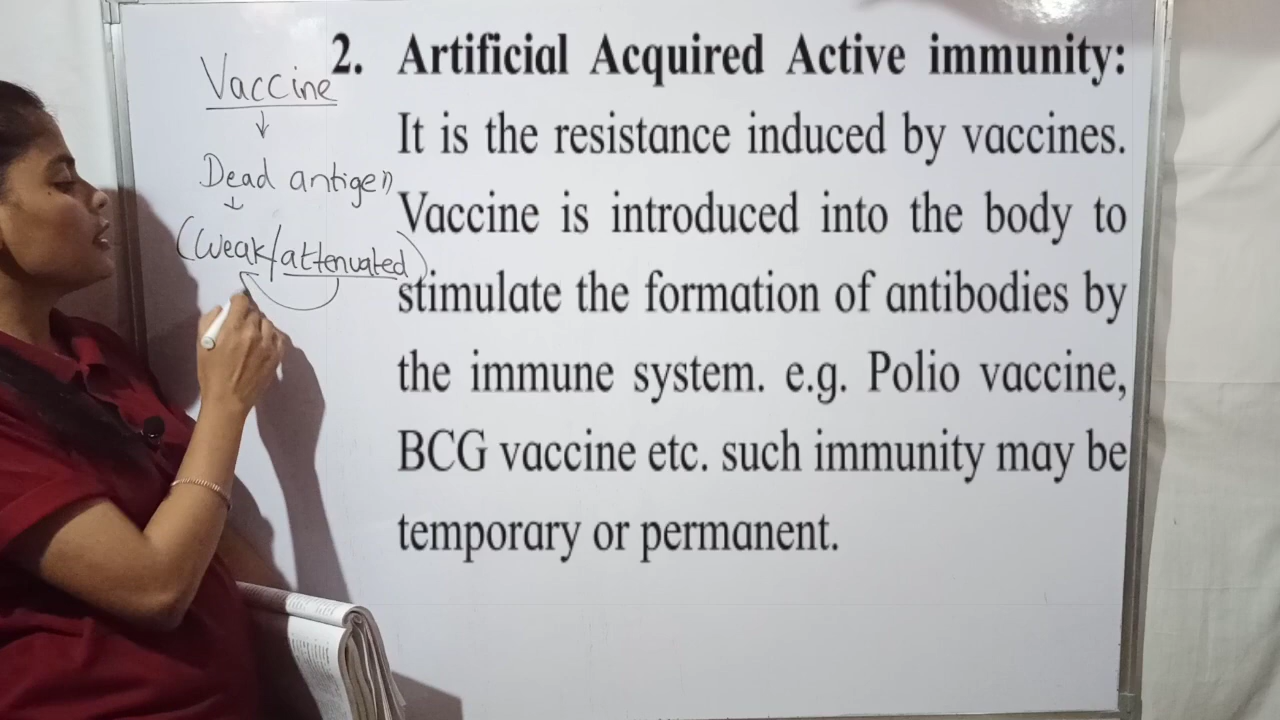 Vaccine
↓
Dead antigen
↓
(Weak/attenuated)
2. Artificial Acquired Active immunity:
It is the resistance induced by vaccines.
Vaccine is introduced into the body to
stimulate the formation of antibodies by
the immune system. e.g. Polio vaccine,
BCG vaccine etc. such immunity may be
temporary or permanent.